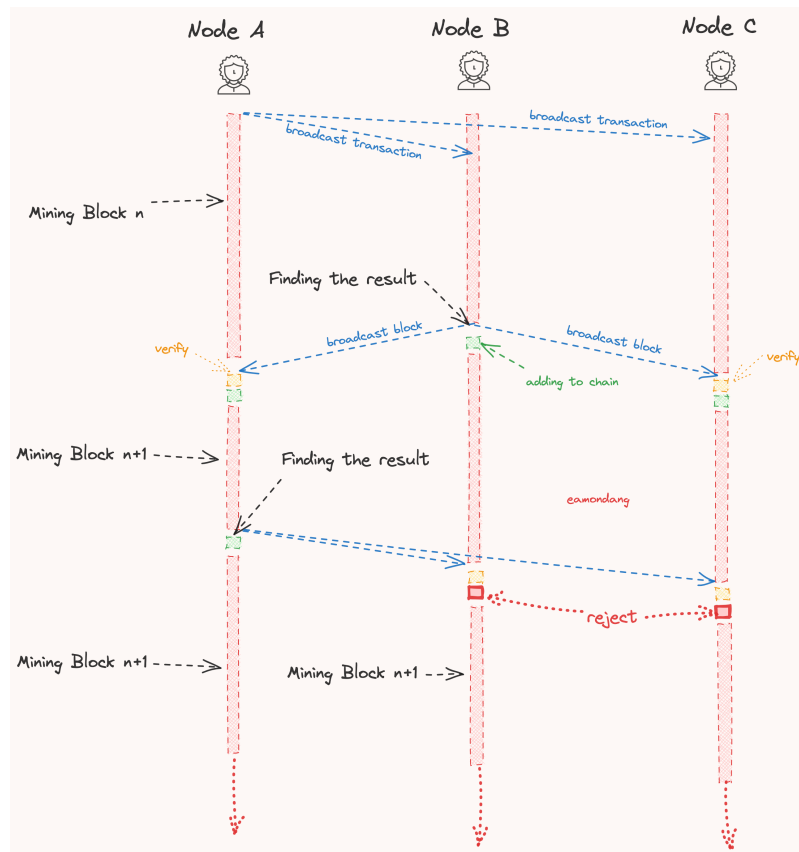 Node A
Node B
Node C
broadcast transaction
broadcast transaction
Mining Block n
Finding the result
broadcast block
broadcast block
verify
verify
adding to chain
Mining Block n+1
Finding the result
eamondang
reject
Mining Block n+1
Mining Block n+1